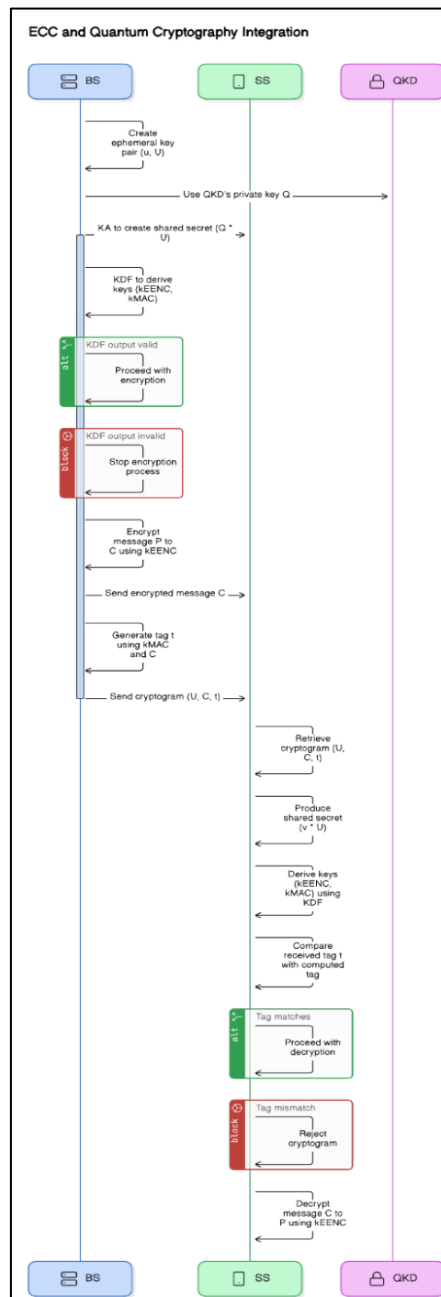 ECC and Quantum Cryptography Integration
BS
SS
QKD
Create
ephemeral key
pair (u, U)
Use QKD's private key Q
KA to create shared secret (Q *
U)
KDF to derive
keys (kEENC,
kMAC)
alt
KDF output valid
Proceed with
encryption
block
KDF output invalid
Stop encryption
process
Encrypt
message P to
C using kEENC
Send encrypted message C
Generate tag t
using kMAC
and C
Send cryptogram (U, C, t)
Retrieve
cryptogram (U,
C, t)
Produce
shared secret
(v * U)
Derive keys
(kEENC,
kMAC) using
KDF
Compare
received tag t
with computed
tag
alt
Tag matches
Proceed with
decryption
block
Tag mismatch
Reject
cryptogram
Decrypt
message C to
P using kEENC
BS
SS
QKD